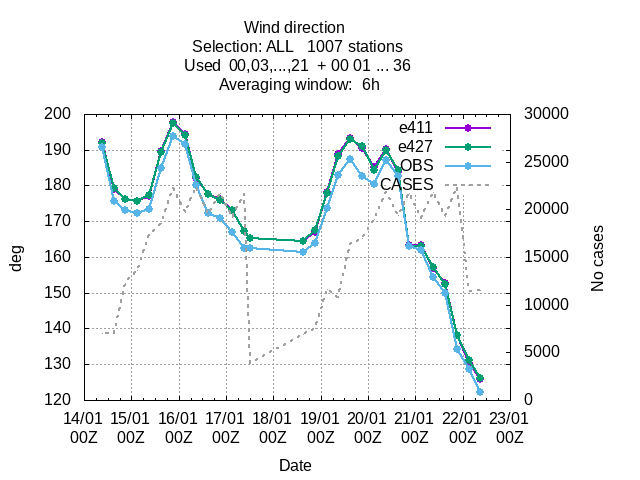 Wind direction
Selection: ALL   1007 stations
Used  00,03,...,21  + 00 01 ... 36
Averaging window:  6h
200
190
180
170
160
150
140
130
120
deg
30000
25000
20000
15000
10000
5000
0
No cases
e411
e427
OBS
CASES
14/01 15/01 16/01 17/01 18/01 19/01 20/01 21/01 22/01 23/01
00Z 00Z 00Z 00Z 00Z 00Z 00Z 00Z 00Z 00Z
Date